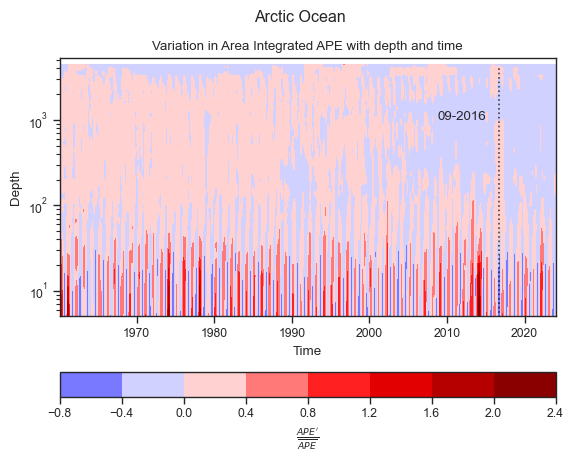 Arctic Ocean
Variation in Area Integrated APE with depth and time
10³
09-2016
Depth
10²
10¹
1970 1980 1990 2000 2010 2020
Time
−0.8 −0.4 0.0 0.4 0.8 1.2 1.6 2.0 2.4
APE′
APE